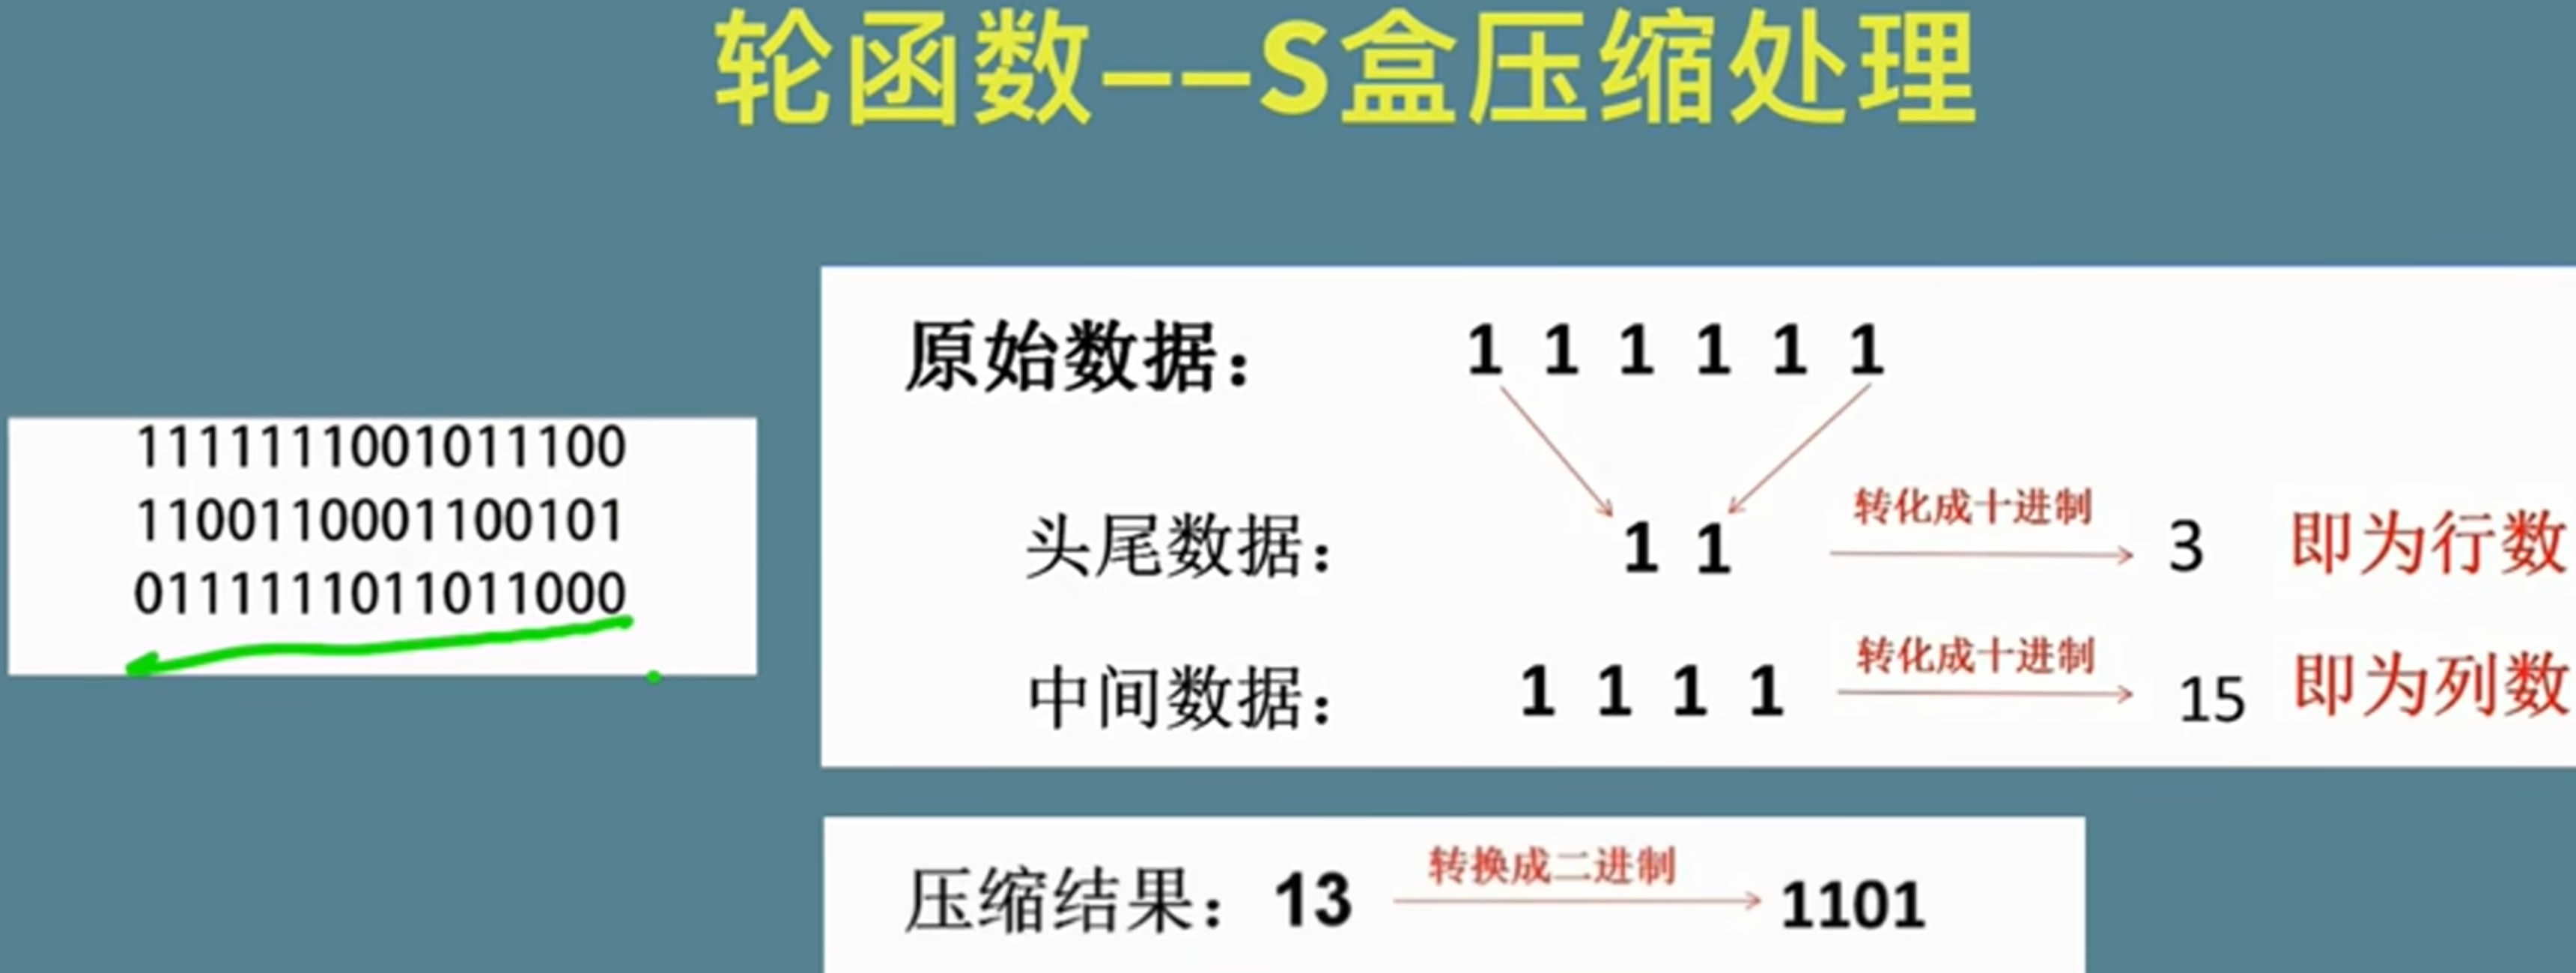 轮函数——S盒压缩处理
1111111001011100
1100110001100101
0111111011011000
原始数据： 1 1 1 1 1 1
头尾数据： 1 1 转化成十进制 3 即为行数
中间数据： 1 1 1 1 转化成十进制 15 即为列数
压缩结果：13 转换成二进制 1101